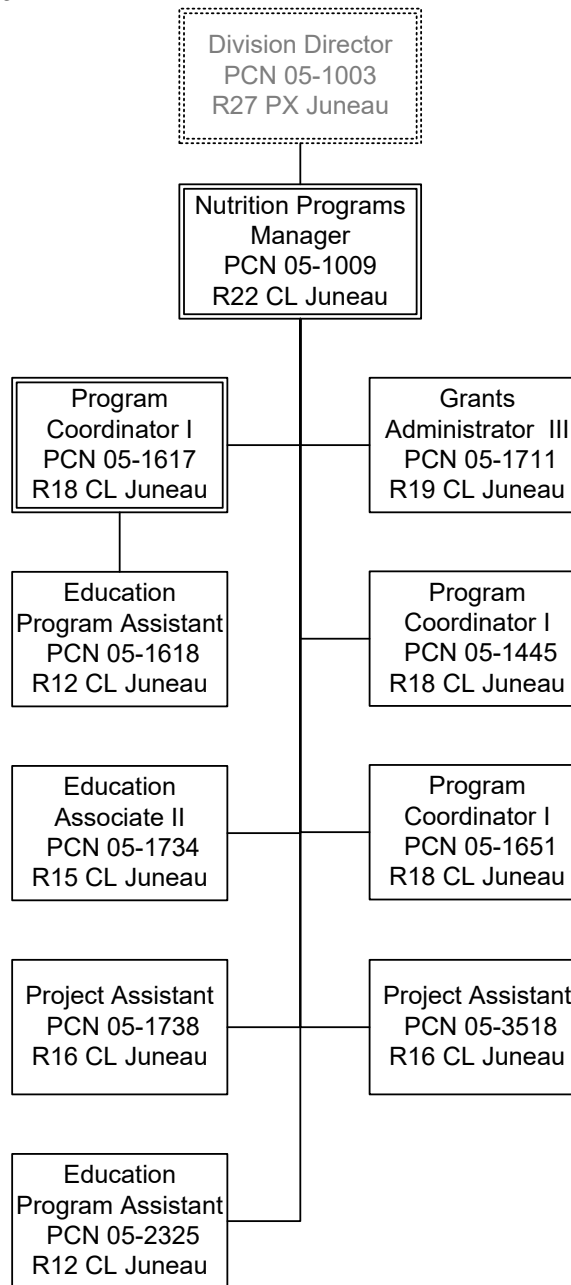 Division Director
PCN 05-1003
R27 PX Juneau
Nutrition Programs
Manager
PCN 05-1009
R22 CL Juneau
Program
Coordinator I
PCN 05-1617
R18 CL Juneau
Grants
Administrator III
PCN 05-1711
R19 CL Juneau
Education
Program Assistant
PCN 05-1618
R12 CL Juneau
Program
Coordinator I
PCN 05-1445
R18 CL Juneau
Education
Associate II
PCN 05-1734
R15 CL Juneau
Program
Coordinator I
PCN 05-1651
R18 CL Juneau
Project Assistant
PCN 05-1738
R16 CL Juneau
Project Assistant
PCN 05-3518
R16 CL Juneau
Education
Program Assistant
PCN 05-2325
R12 CL Juneau